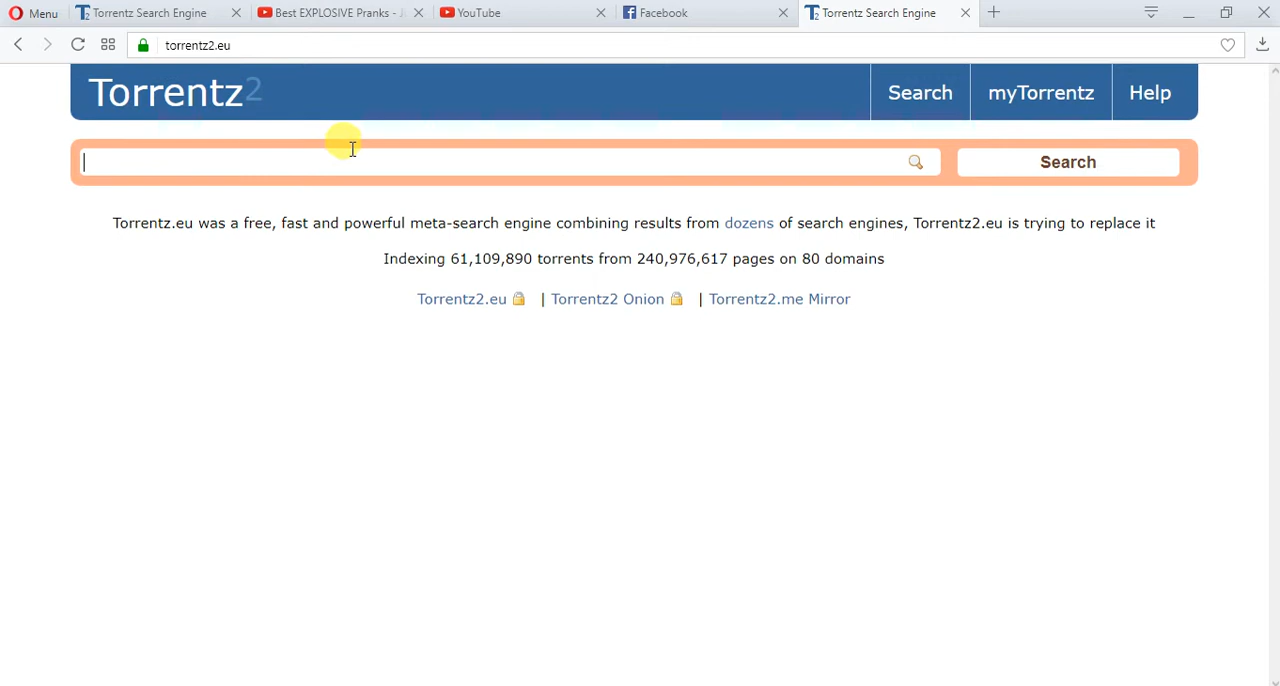 Menu Torrentz Search Engine Best EXPLOSIVE Pranks - J YouTube Facebook Torrentz Search Engine
torrentz2.eu
Torrentz2 Search myTorrentz Help
Search
Torrentz.eu was a free, fast and powerful meta-search engine combining results from dozens of search engines, Torrentz2.eu is trying to replace it
Indexing 61,109,890 torrents from 240,976,617 pages on 80 domains
Torrentz2.eu | Torrentz2 Onion | Torrentz2.me Mirror